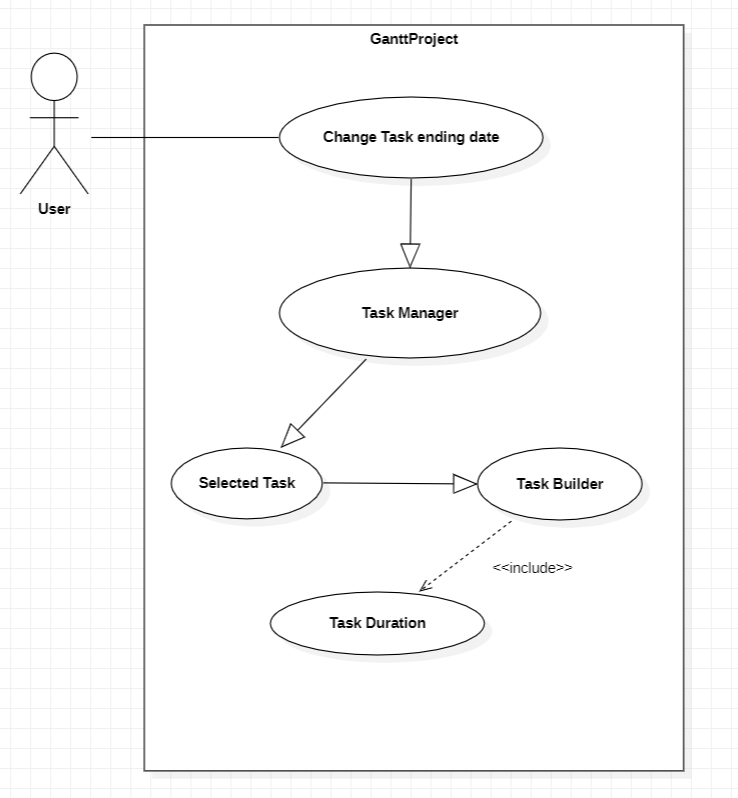 GanttProject
Change Task ending date
User
Task Manager
Selected Task
Task Builder
<<include>>
Task Duration